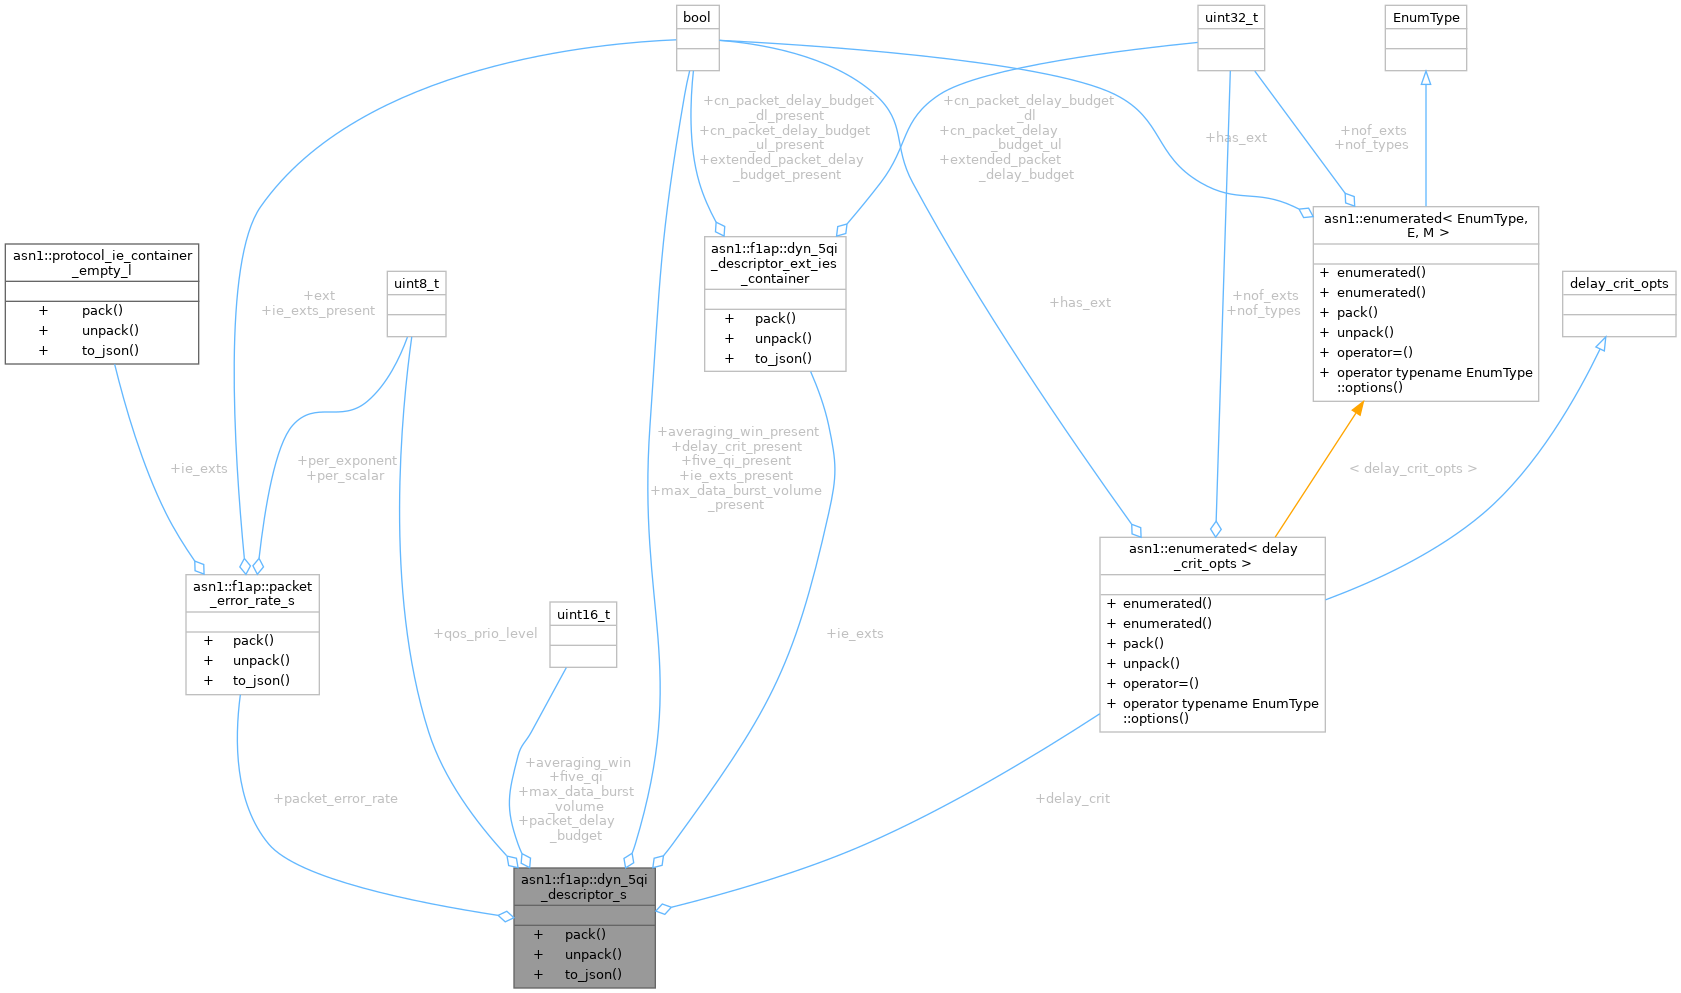 bool
uint32_t
EnumType
+cn_packet_delay_budget
_dl_present
+cn_packet_delay_budget
_ul_present
+extended_packet_delay
_budget_present
+cn_packet_delay_budget
_dl
+cn_packet_delay
_budget_ul
+extended_packet
_delay_budget
+has_ext
+nof_exts
+nof_types
asn1::protocol_ie_container
_empty_l
+ pack()
+ unpack()
+ to_json()
uint8_t
asn1::f1ap::dyn_5qi
_descriptor_ext_ies
_container
+ pack()
+ unpack()
+ to_json()
asn1::enumerated< EnumType,
E, M >
+ enumerated()
+ enumerated()
+ pack()
+ unpack()
+ operator=()
+ operator typename EnumType
::options()
delay_crit_opts
+ext
+ie_exts_present
+has_ext
+nof_exts
+nof_types
+ie_exts
+per_exponent
+per_scalar
+averaging_win_present
+delay_crit_present
+five_qi_present
+ie_exts_present
+max_data_burst_volume
_present
< delay_crit_opts >
asn1::f1ap::packet
_error_rate_s
+ pack()
+ unpack()
+ to_json()
+qos_prio_level
uint16_t
+ie_exts
asn1::enumerated< delay
_crit_opts >
+ enumerated()
+ enumerated()
+ pack()
+ unpack()
+ operator=()
+ operator typename EnumType
::options()
+packet_error_rate
+averaging_win
+five_qi
+max_data_burst
_volume
+packet_delay
_budget
+delay_crit
asn1::f1ap::dyn_5qi
_descriptor_s
+ pack()
+ unpack()
+ to_json()